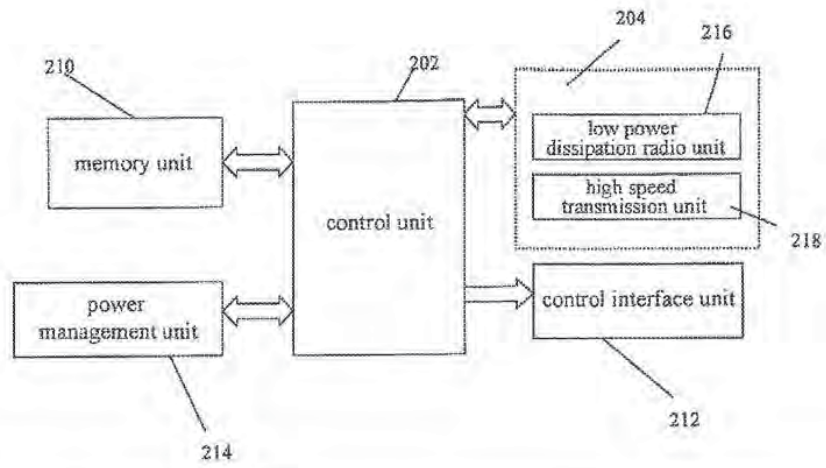 204
216
210
202
low power
dissipation radio unit
memory unit
high speed
transmission unit
control unit
218
control interface unit
power
management unit
212
214